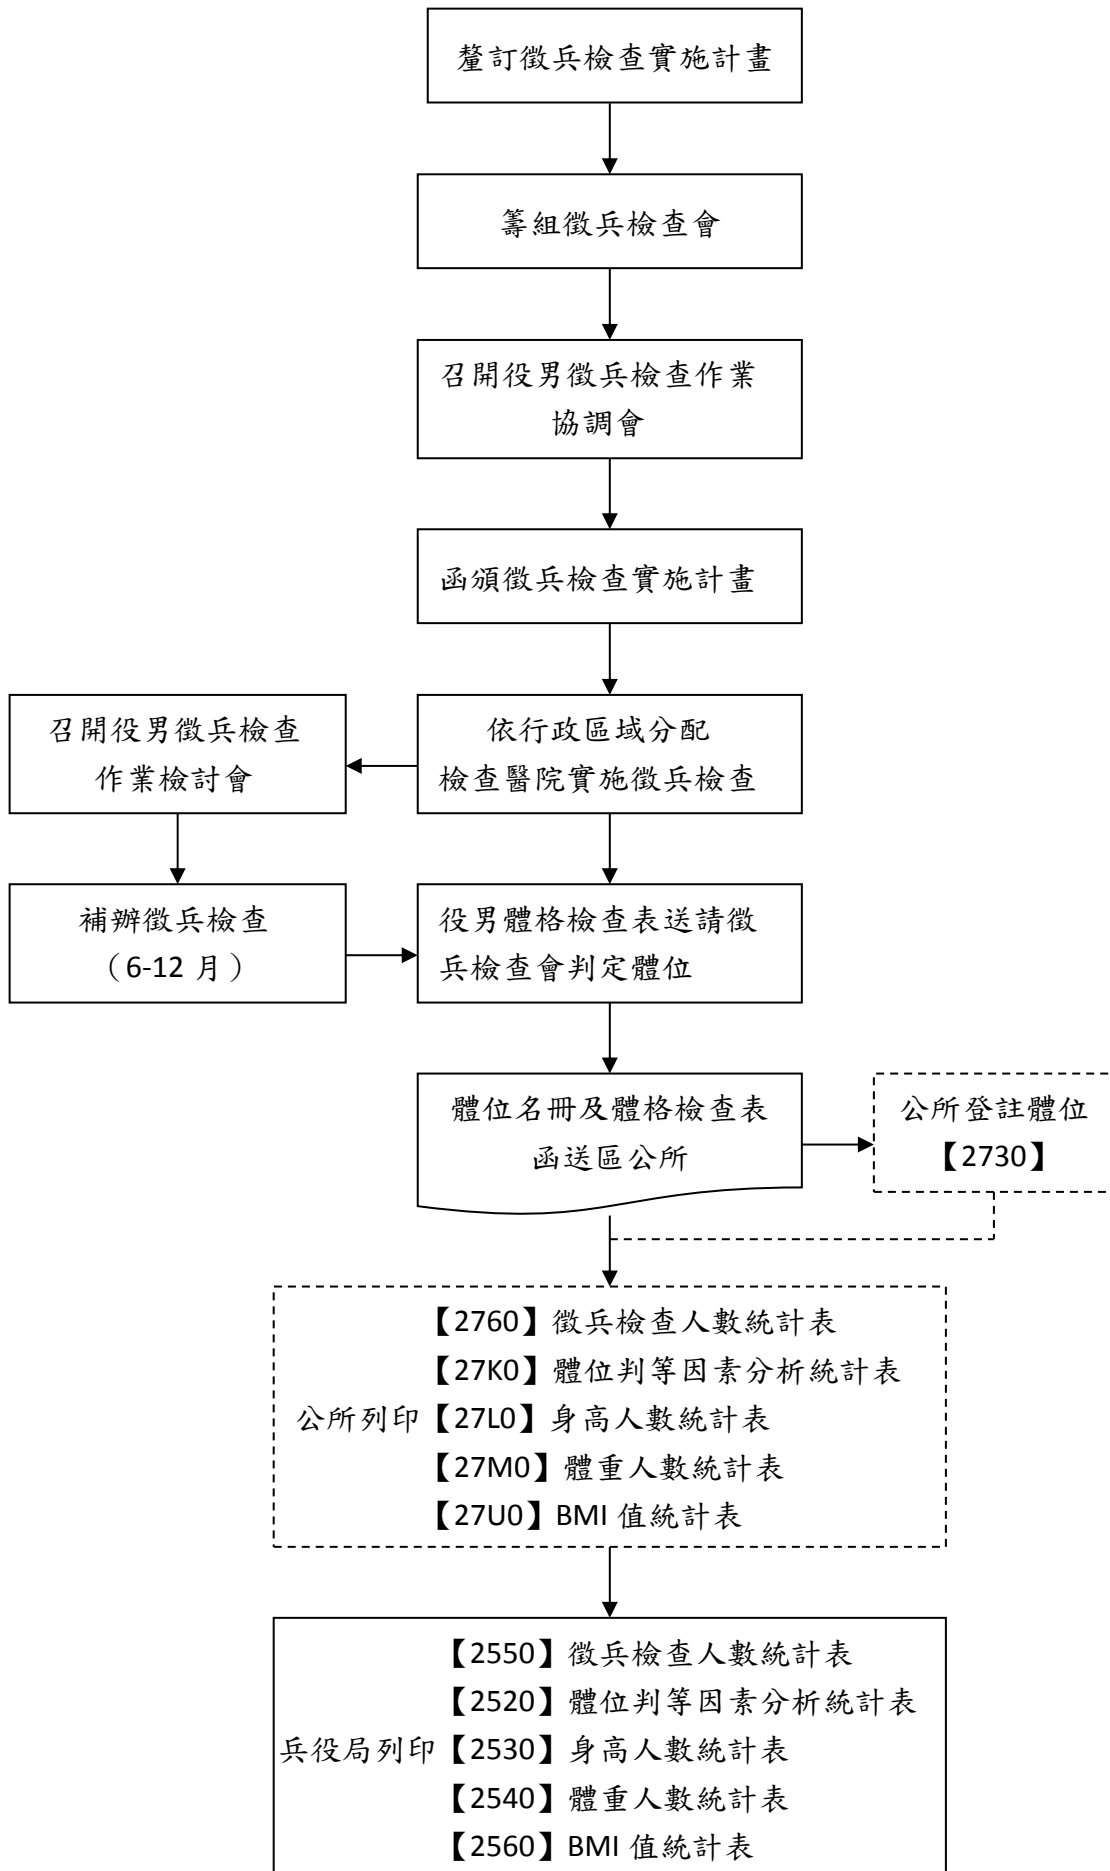 釐訂徵兵檢查實施計畫
籌組徵兵檢查會
召開役男徵兵檢查作業
協調會
函頒徵兵檢查實施計畫
召開役男徵兵檢查
作業檢討會
依行政區域分配
檢查醫院實施徵兵檢查
補辦徵兵檢查
（6-12 月）
役男體格檢查表送請徵
兵檢查會判定體位
體位名冊及體格檢查表
函送區公所
公所登註體位
【2730】
【2760】徵兵檢查人數統計表
【27K0】體位判等因素分析統計表
公所列印【27L0】身高人數統計表
【27M0】體重人數統計表
【27U0】BMI 值統計表
【2550】徵兵檢查人數統計表
【2520】體位判等因素分析統計表
兵役局列印【2530】身高人數統計表
【2540】體重人數統計表
【2560】BMI 值統計表